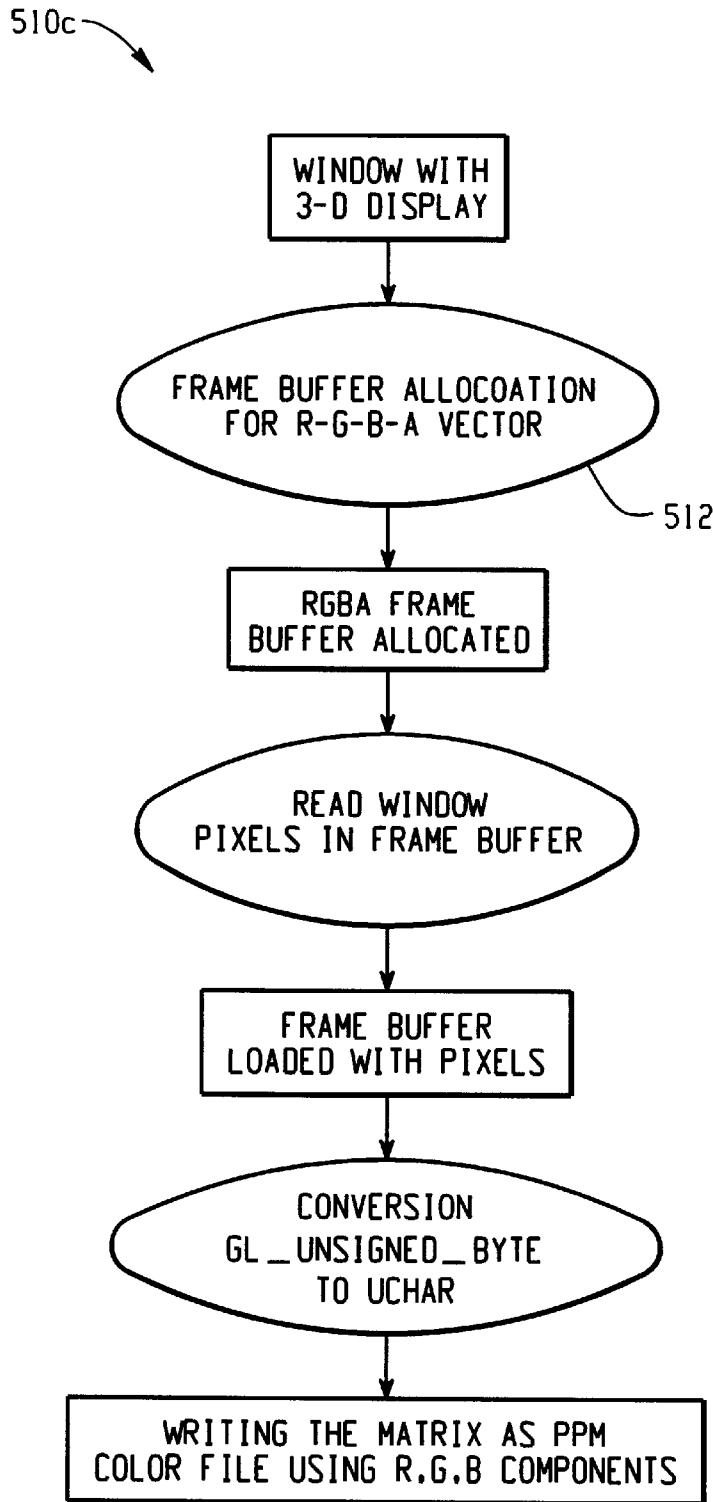 510c
WINDOW WITH
3-D DISPLAY
FRAME BUFFER ALLOCOATION
FOR R-G-B-A VECTOR
512
RGBA FRAME
BUFFER ALLOCATED
READ WINDOW
PIXELS IN FRAME BUFFER
FRAME BUFFER
LOADED WITH PIXELS
CONVERSION
GL_UNSIGNED_BYTE
TO UCHAR
WRITING THE MATRIX AS PPM
COLOR FILE USING R.G.B COMPONENTS